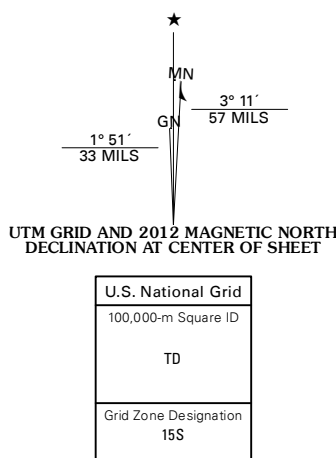 ★
MN
GN
3° 11´
57 MILS
1° 51´
33 MILS
UTM GRID AND 2012 MAGNETIC NORTH
DECLINATION AT CENTER OF SHEET
U.S. National Grid
100,000-m Square ID
TD
Grid Zone Designation
15S